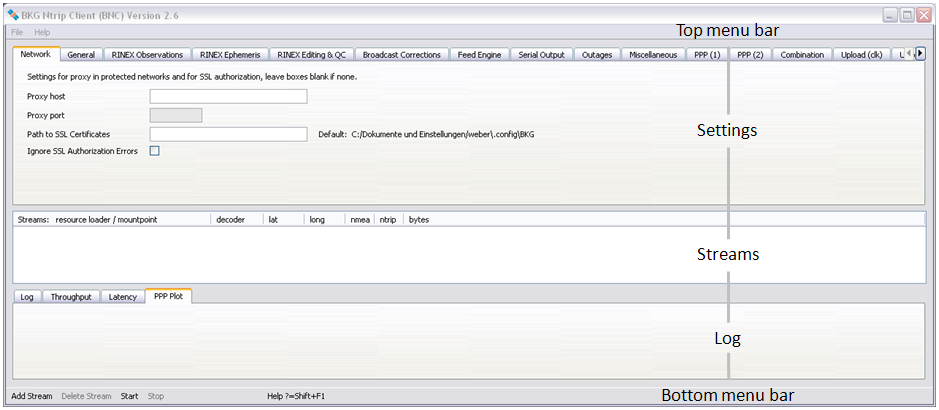 BKG Ntrip Client (BNC) Version 2.6
File Help Top menu bar
Network General RINEX Observations RINEX Ephemeris RINEX Editing & QC Broadcast Corrections Feed Engine Serial Output Outages Miscellaneous PPP (1) PPP (2) Combination Upload (clk)
Settings for proxy in protected networks and for SSL authorization, leave boxes blank if none.
Proxy host
Proxy port
Settings
Path to SSL Certificates Default: C:/Dokumente und Einstellungen/weber\.config\BKG
Ignore SSL Authorization Errors
Streams: resource loader / mountpoint decoder lat long nmea ntrip bytes
Streams
Log Throughput Latency PPP Plot
Log
Add Stream Delete Stream Start Stop Help ?=Shift+F1 Bottom menu bar